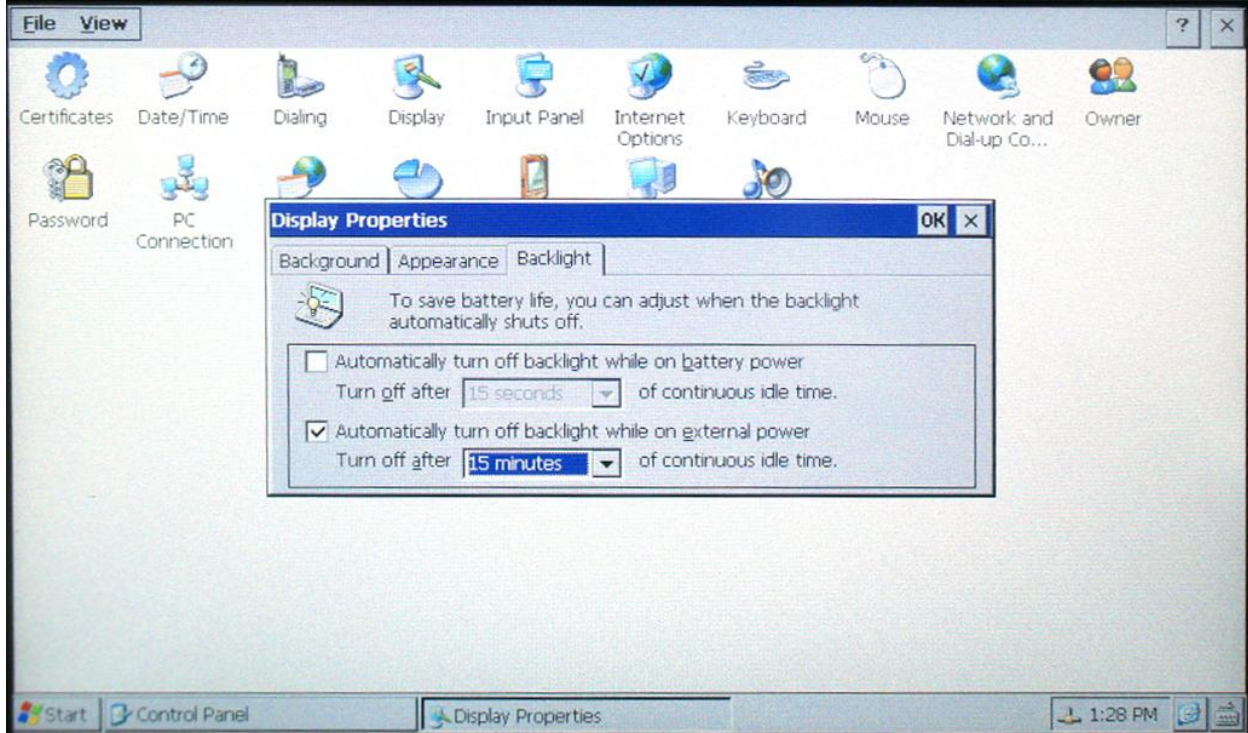 File View ? ×
Certificates Date/Time Dialing Display Input Panel Internet Options Keyboard Mouse Network and Dial-up Co... Owner
Password PC Connection
Display Properties OK ×
Background Appearance Backlight
To save battery life, you can adjust when the backlight
automatically shuts off.
Automatically turn off backlight while on battery power
Turn off after 15 seconds of continuous idle time.
Automatically turn off backlight while on external power
Turn off after 15 minutes of continuous idle time.
Start Control Panel Display Properties 1:28 PM